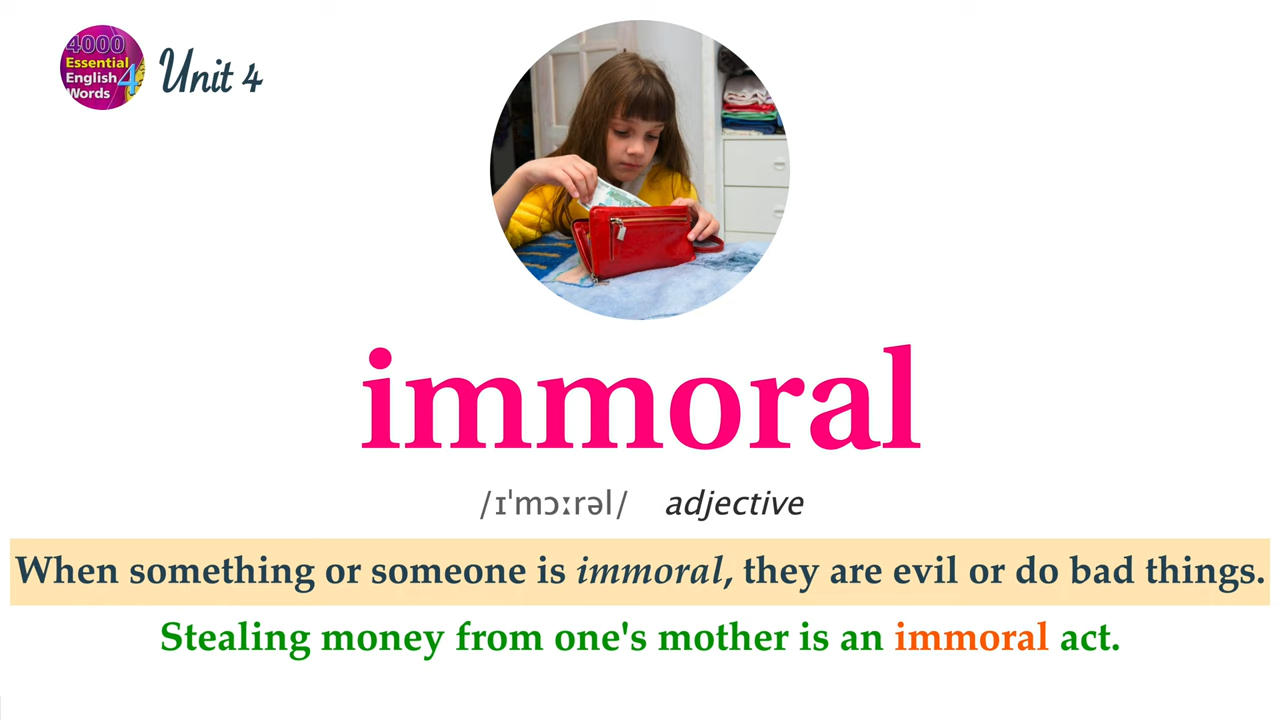 4000
Essential
English
Words
4
Unit 4
immoral
/ɪˈmɔːrəl/ adjective
When something or someone is immoral, they are evil or do bad things.
Stealing money from one's mother is an immoral act.